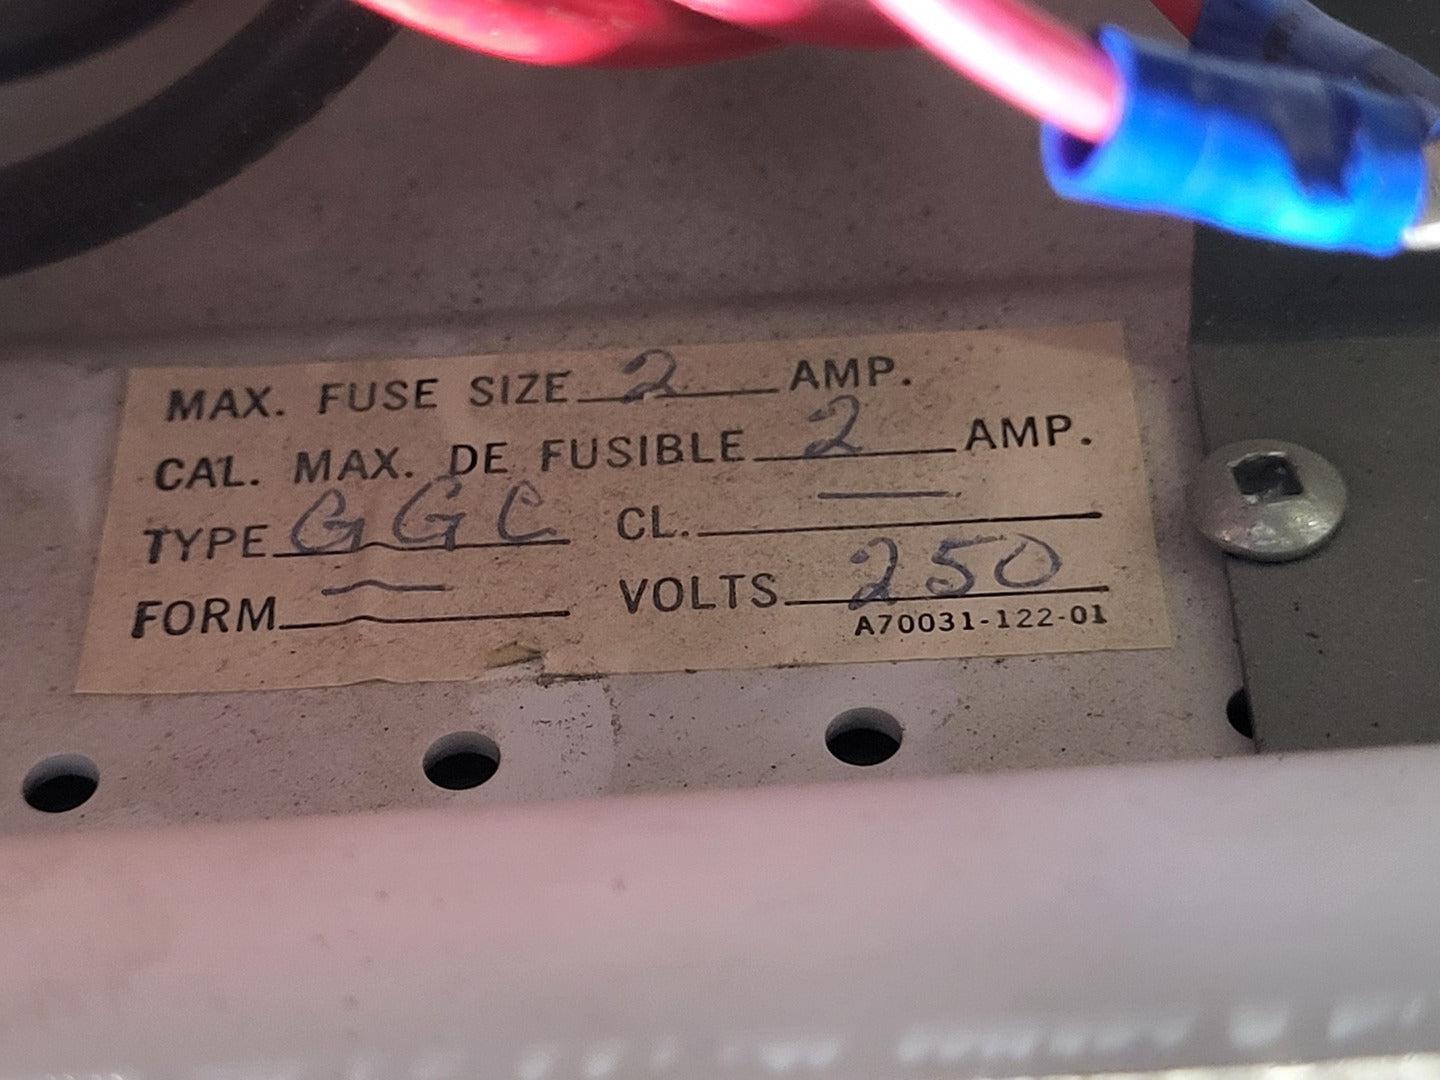 MAX. FUSE SIZE 2 AMP.
CAL. MAX. DE FUSIBLE 2 AMP.
TYPE GGC CL. —
FORM — VOLTS 250
A70031-122-01